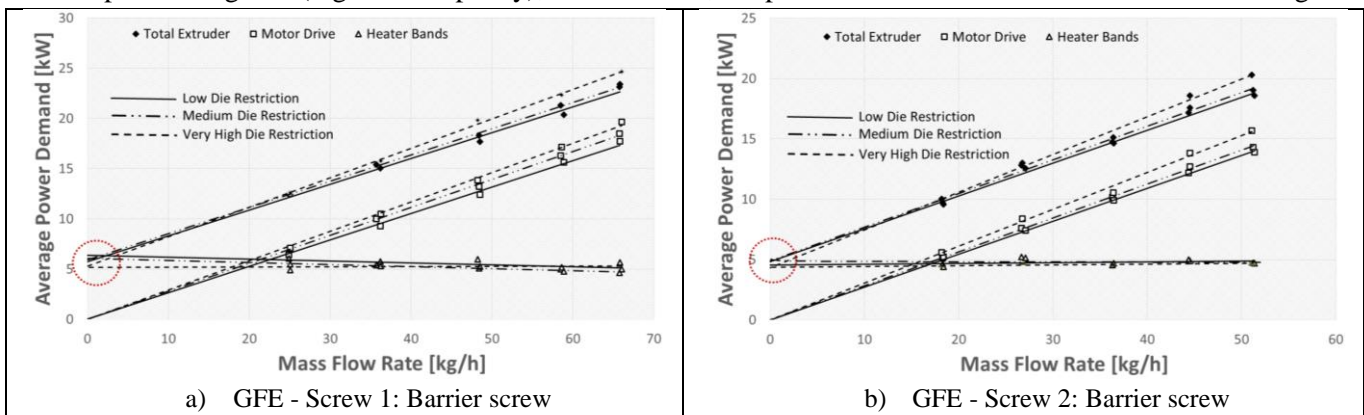 Total Extruder Motor Drive Heater Bands
Low Die Restriction
Medium Die Restriction
Very High Die Restriction
Average Power Demand [kW]
30
25
20
15
10
5
0
0 10 20 30 40 50 60 70
Mass Flow Rate [kg/h]
a) GFE - Screw 1: Barrier screw
Total Extruder Motor Drive Heater Bands
Low Die Restriction
Medium Die Restriction
Very High Die Restriction
Average Power Demand [kW]
25
20
15
10
5
0
0 10 20 30 40 50 60
Mass Flow Rate [kg/h]
b) GFE - Screw 2: Barrier screw